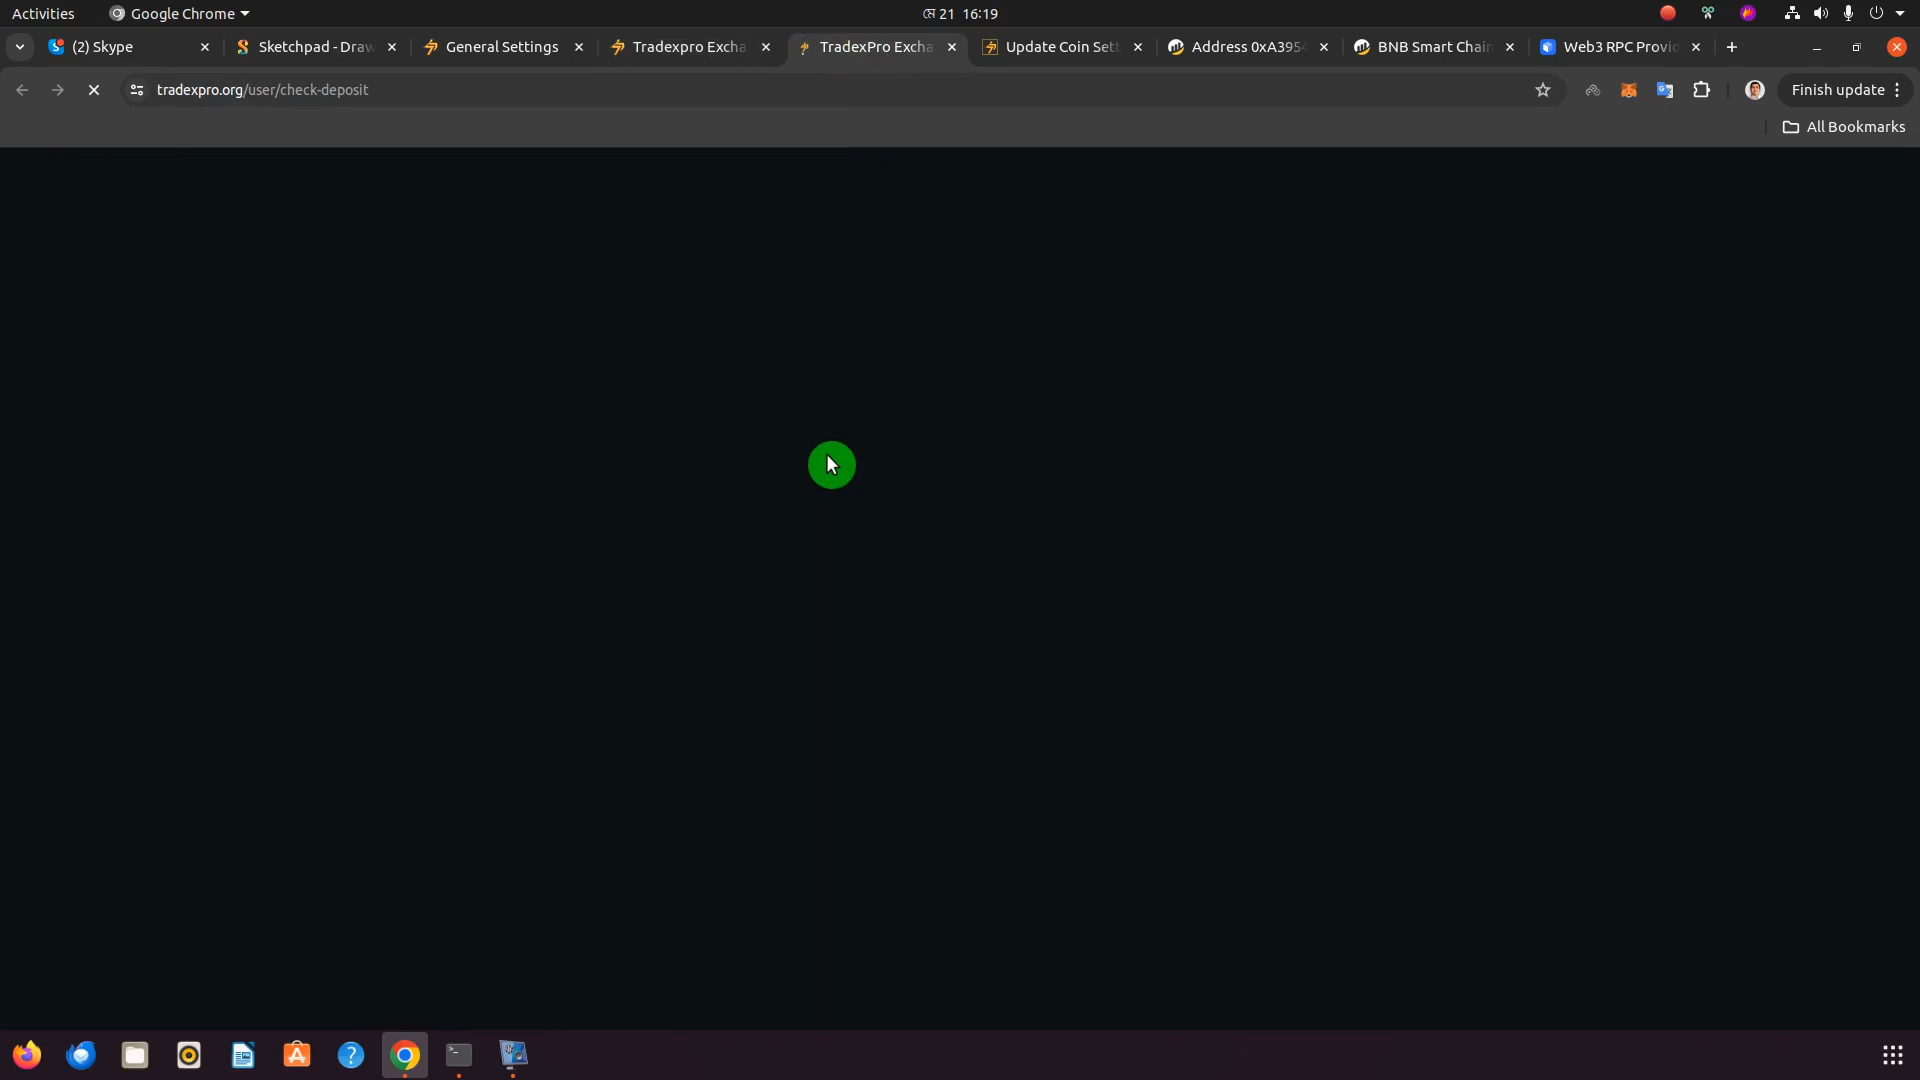 Activities
Google Chrome
মে 21 16:19
(2) Skype
Sketchpad - Draw
General Settings
Tradexpro Excha
TradexPro Excha
Update Coin Sett
Address 0xA3954
BNB Smart Chain
Web3 RPC Provid
tradexpro.org/user/check-deposit
Finish update
All Bookmarks